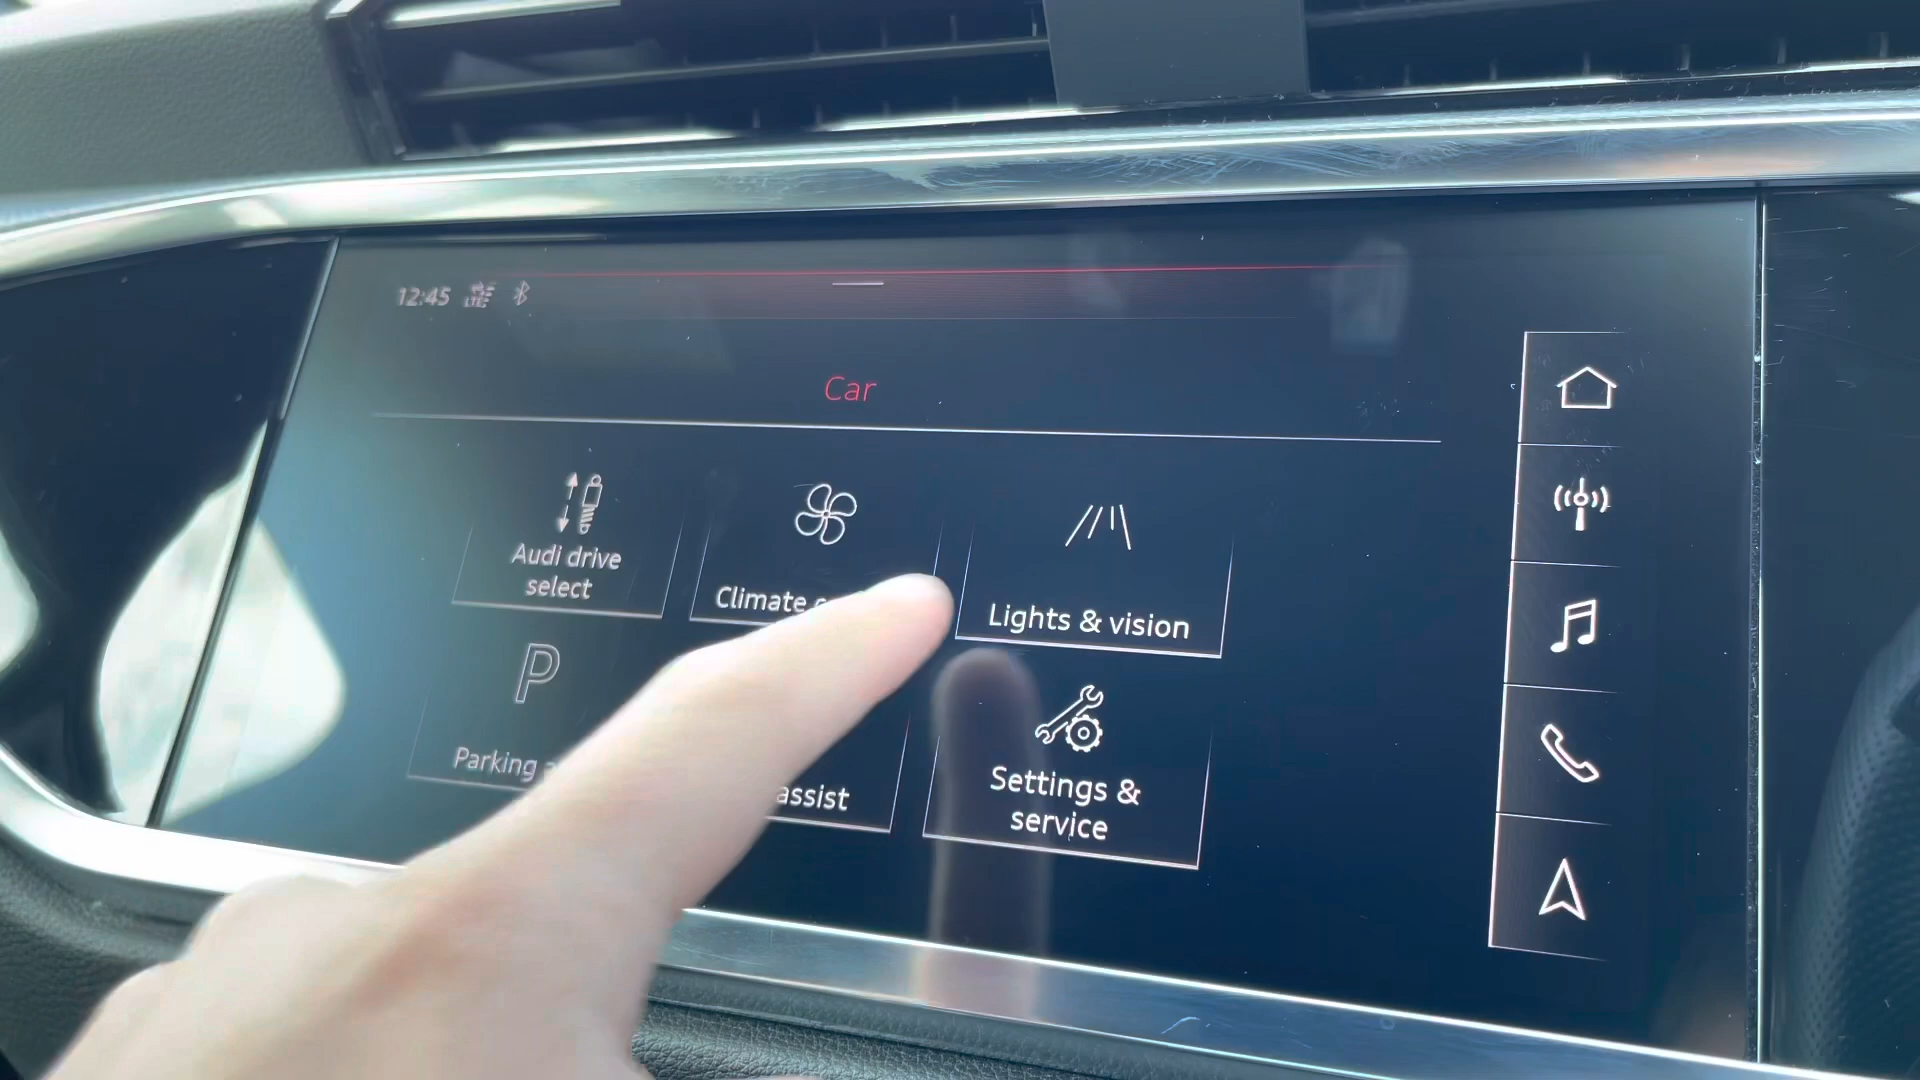 12:45
Car
Audi drive
select
Climate
Lights & vision
P
Parking
assist
Settings &
service